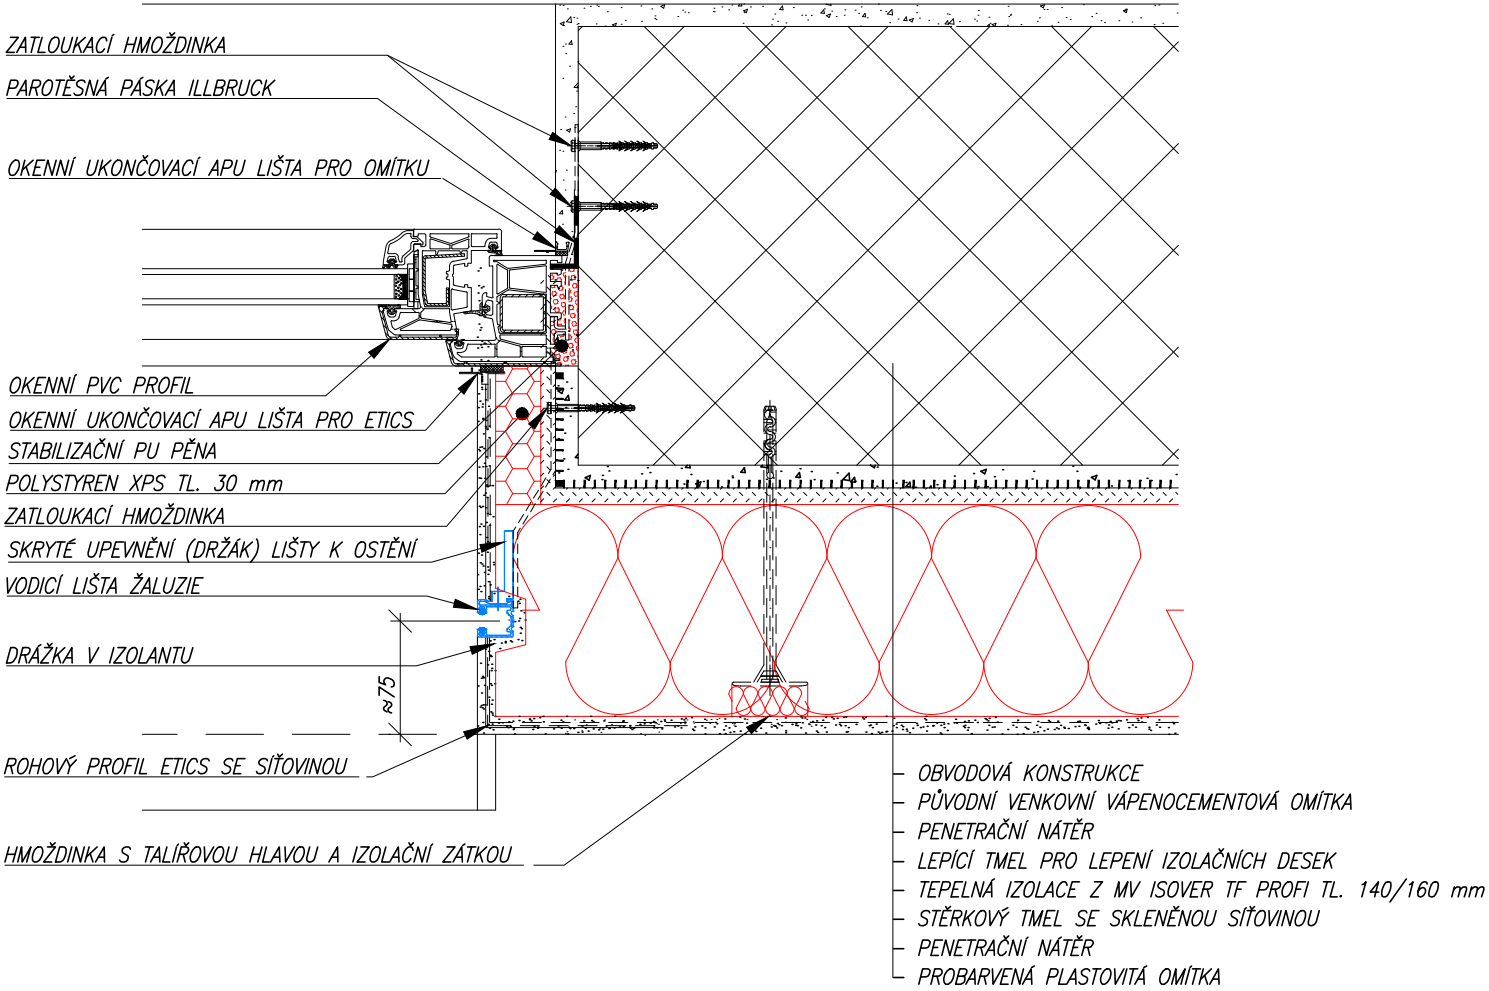 ZATLOUKACÍ HMOŽDINKA
PAROTĚSNÁ PÁSKA ILLBRUCK
OKENNÍ UKONČOVACÍ APU LIŠTA PRO OMÍTKU
OKENNÍ PVC PROFIL
OKENNÍ UKONČOVACÍ APU LIŠTA PRO ETICS
STABILIZAČNÍ PU PĚNA
POLYSTYREN XPS TL. 30 mm
ZATLOUKACÍ HMOŽDINKA
SKRYTÉ UPEVNĚNÍ (DRŽÁK) LIŠTY K OSTĚNÍ
VODICÍ LIŠTA ŽALUZIE
DRÁŽKA V IZOLANTU
≈75
ROHOVÝ PROFIL ETICS SE SÍŤOVINOU
HMOŽDINKA S TALÍŘOVOU HLAVOU A IZOLAČNÍ ZÁTKOU
OBVODOVÁ KONSTRUKCE
PŮVODNÍ VENKOVNÍ VÁPENOCEMENTOVÁ OMÍTKA
PENETRAČNÍ NÁTĚR
LEPÍCÍ TMEL PRO LEPENÍ IZOLAČNÍCH DESEK
TEPELNÁ IZOLACE Z MV ISOVER TF PROFI TL. 140/160 mm
STĚRKOVÝ TMEL SE SKLENĚNOU SÍŤOVINOU
PENETRAČNÍ NÁTĚR
PROBARVENÁ PLASTOVITÁ OMÍTKA